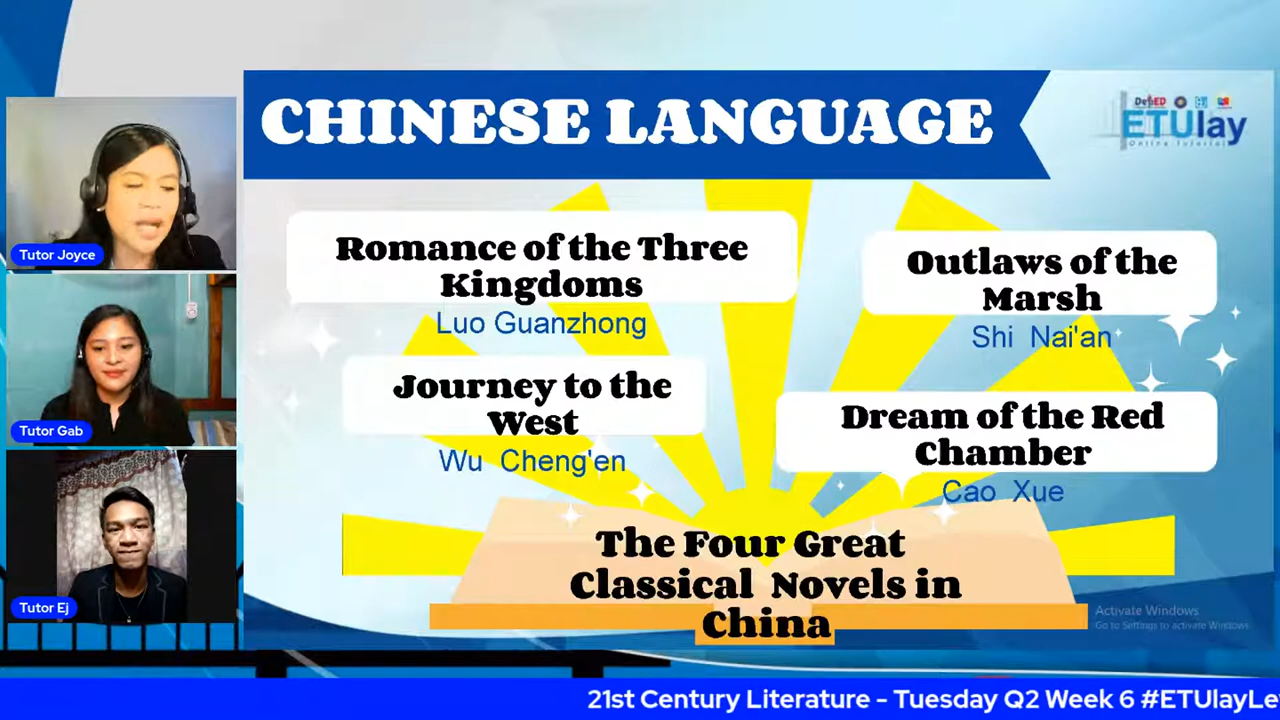 CHINESE LANGUAGE
DepED
ETUlay
Online Tutorial
Tutor Joyce
Tutor Gab
Tutor Ej
Romance of the Three
Kingdoms
Luo Guanzhong
Outlaws of the
Marsh
Shi Nai'an
Journey to the
West
Wu Cheng'en
Dream of the Red
Chamber
Cao Xue
The Four Great
Classical Novels in
China
Activate Windows
Go to Settings to activate Windows.
21st Century Literature - Tuesday Q2 Week 6 #ETUlayLe